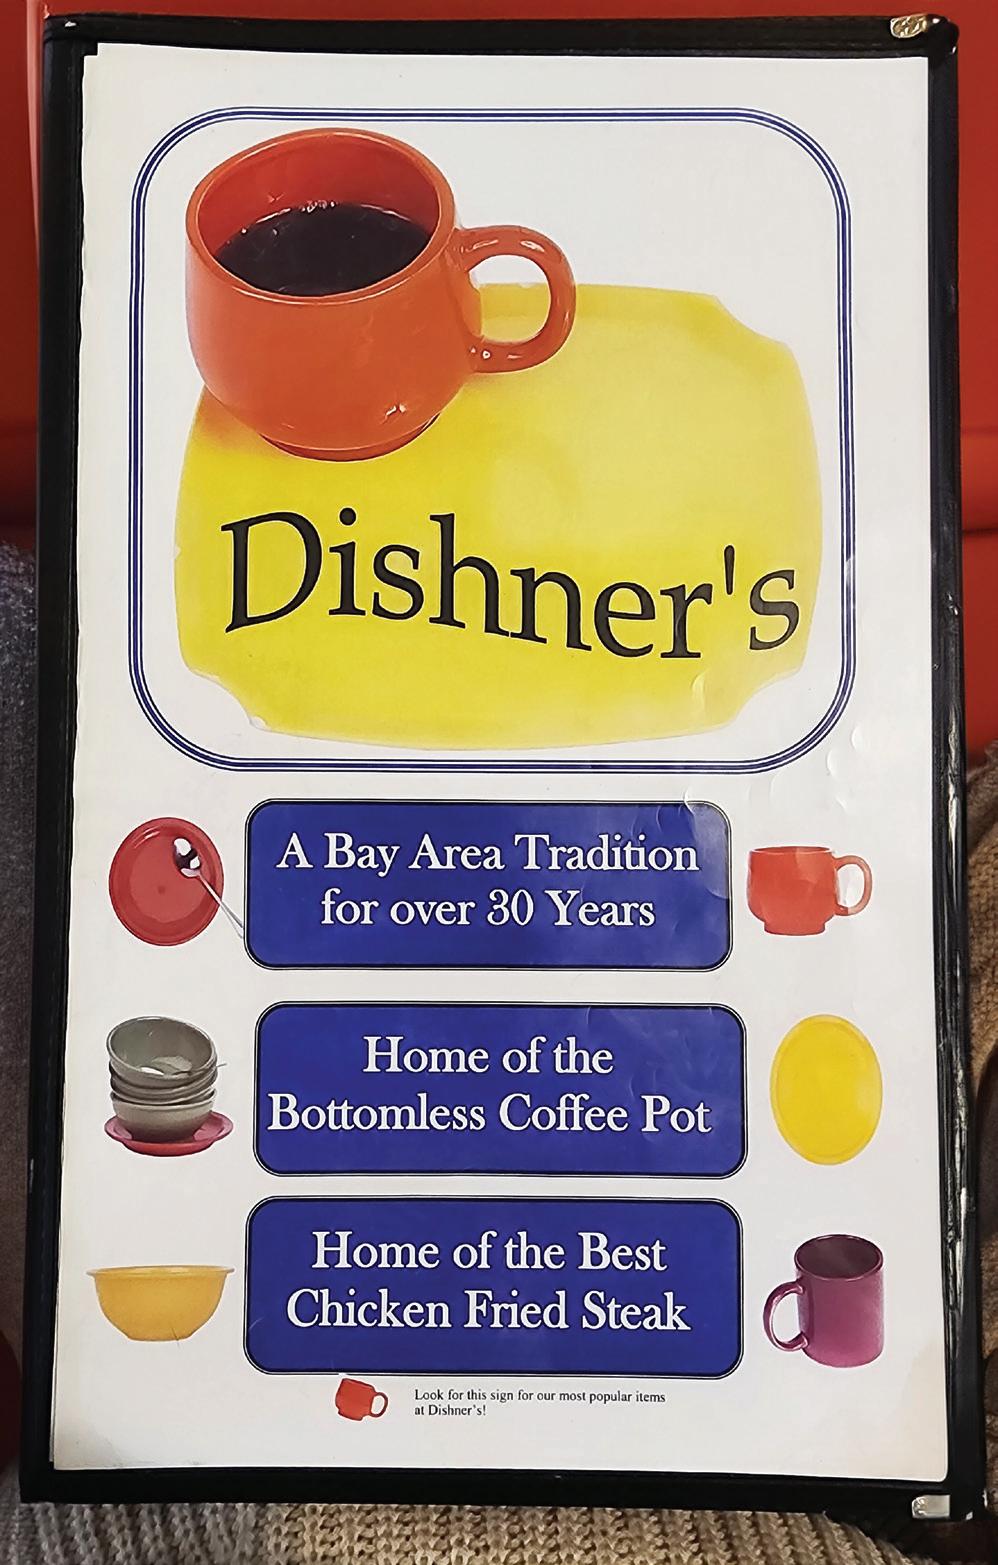 Dishner's
A Bay Area Tradition
for over 30 Years
Home of the
Bottomless Coffee Pot
Home of the Best
Chicken Fried Steak
Look for this sign for our most popular items
at Dishner's!